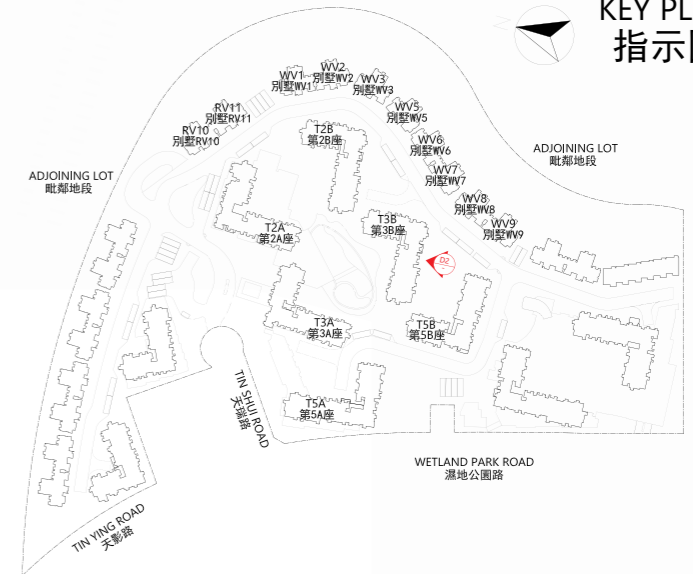 KEY PL
指示
WV1
別墅WV1
WV2
別墅WV2
WV3
別墅WV3
RV11
別墅RV11
RV10
別墅RV10
WV5
別墅WV5
T2B
第2B座
WV6
別墅WV6
ADJOINING LOT
毗鄰地段
WV7
別墅WV7
ADJOINING LOT
毗鄰地段
WV8
別墅WV8
T3B
第3B座
WV9
別墅WV9
T2A
第2A座
D2
T3A
第3A座
T5B
第5B座
TIN SHUI ROAD
天瑞路
T5A
第5A座
WETLAND PARK ROAD
濕地公園路
TIN YING ROAD
天影路